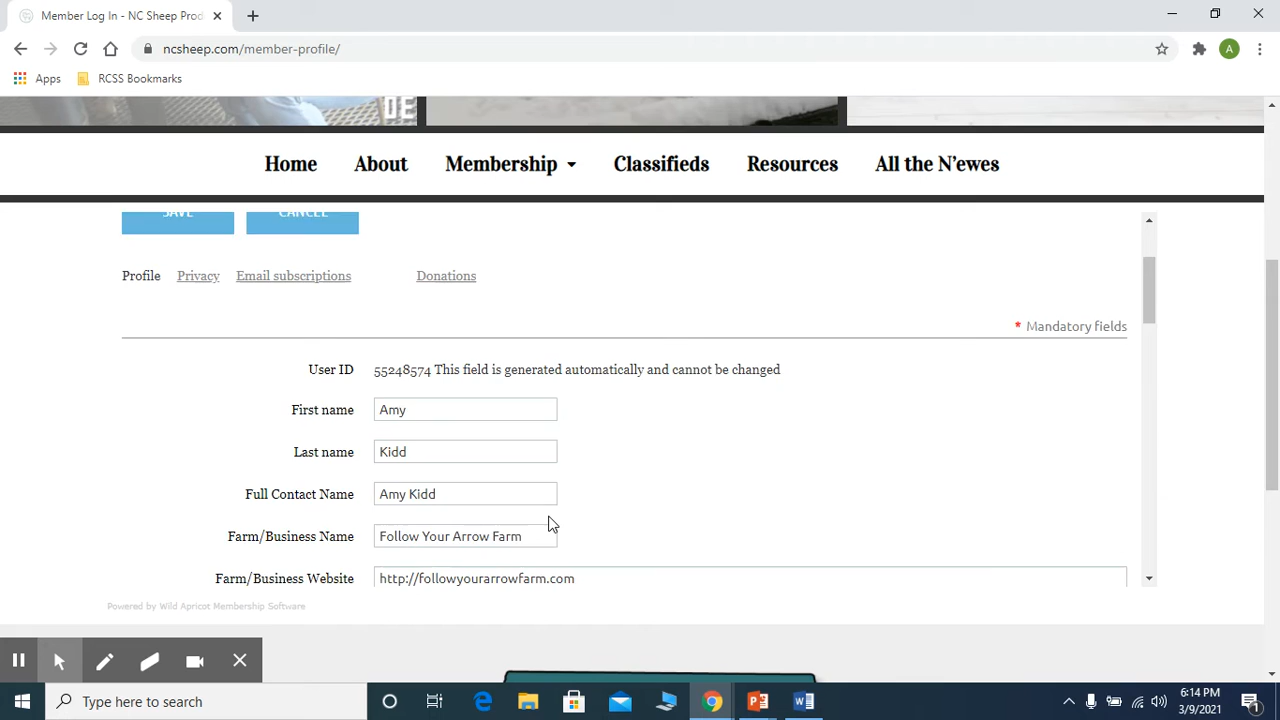 Member Log In - NC Sheep Prod
ncsheep.com/member-profile/
A
Apps
RCSS Bookmarks
DE
Home
About
Membership
Classifieds
Resources
All the N'ewes
SAVE
CANCEL
Profile
Privacy
Email subscriptions
Donations
* Mandatory fields
User ID
55248574 This field is generated automatically and cannot be changed
First name
Amy
Last name
Kidd
Full Contact Name
Amy Kidd
Farm/Business Name
Follow Your Arrow Farm
Farm/Business Website
http://followyourarrowfarm.com
Powered by Wild Apricot Membership Software
Type here to search
6:14 PM
3/9/2021
1